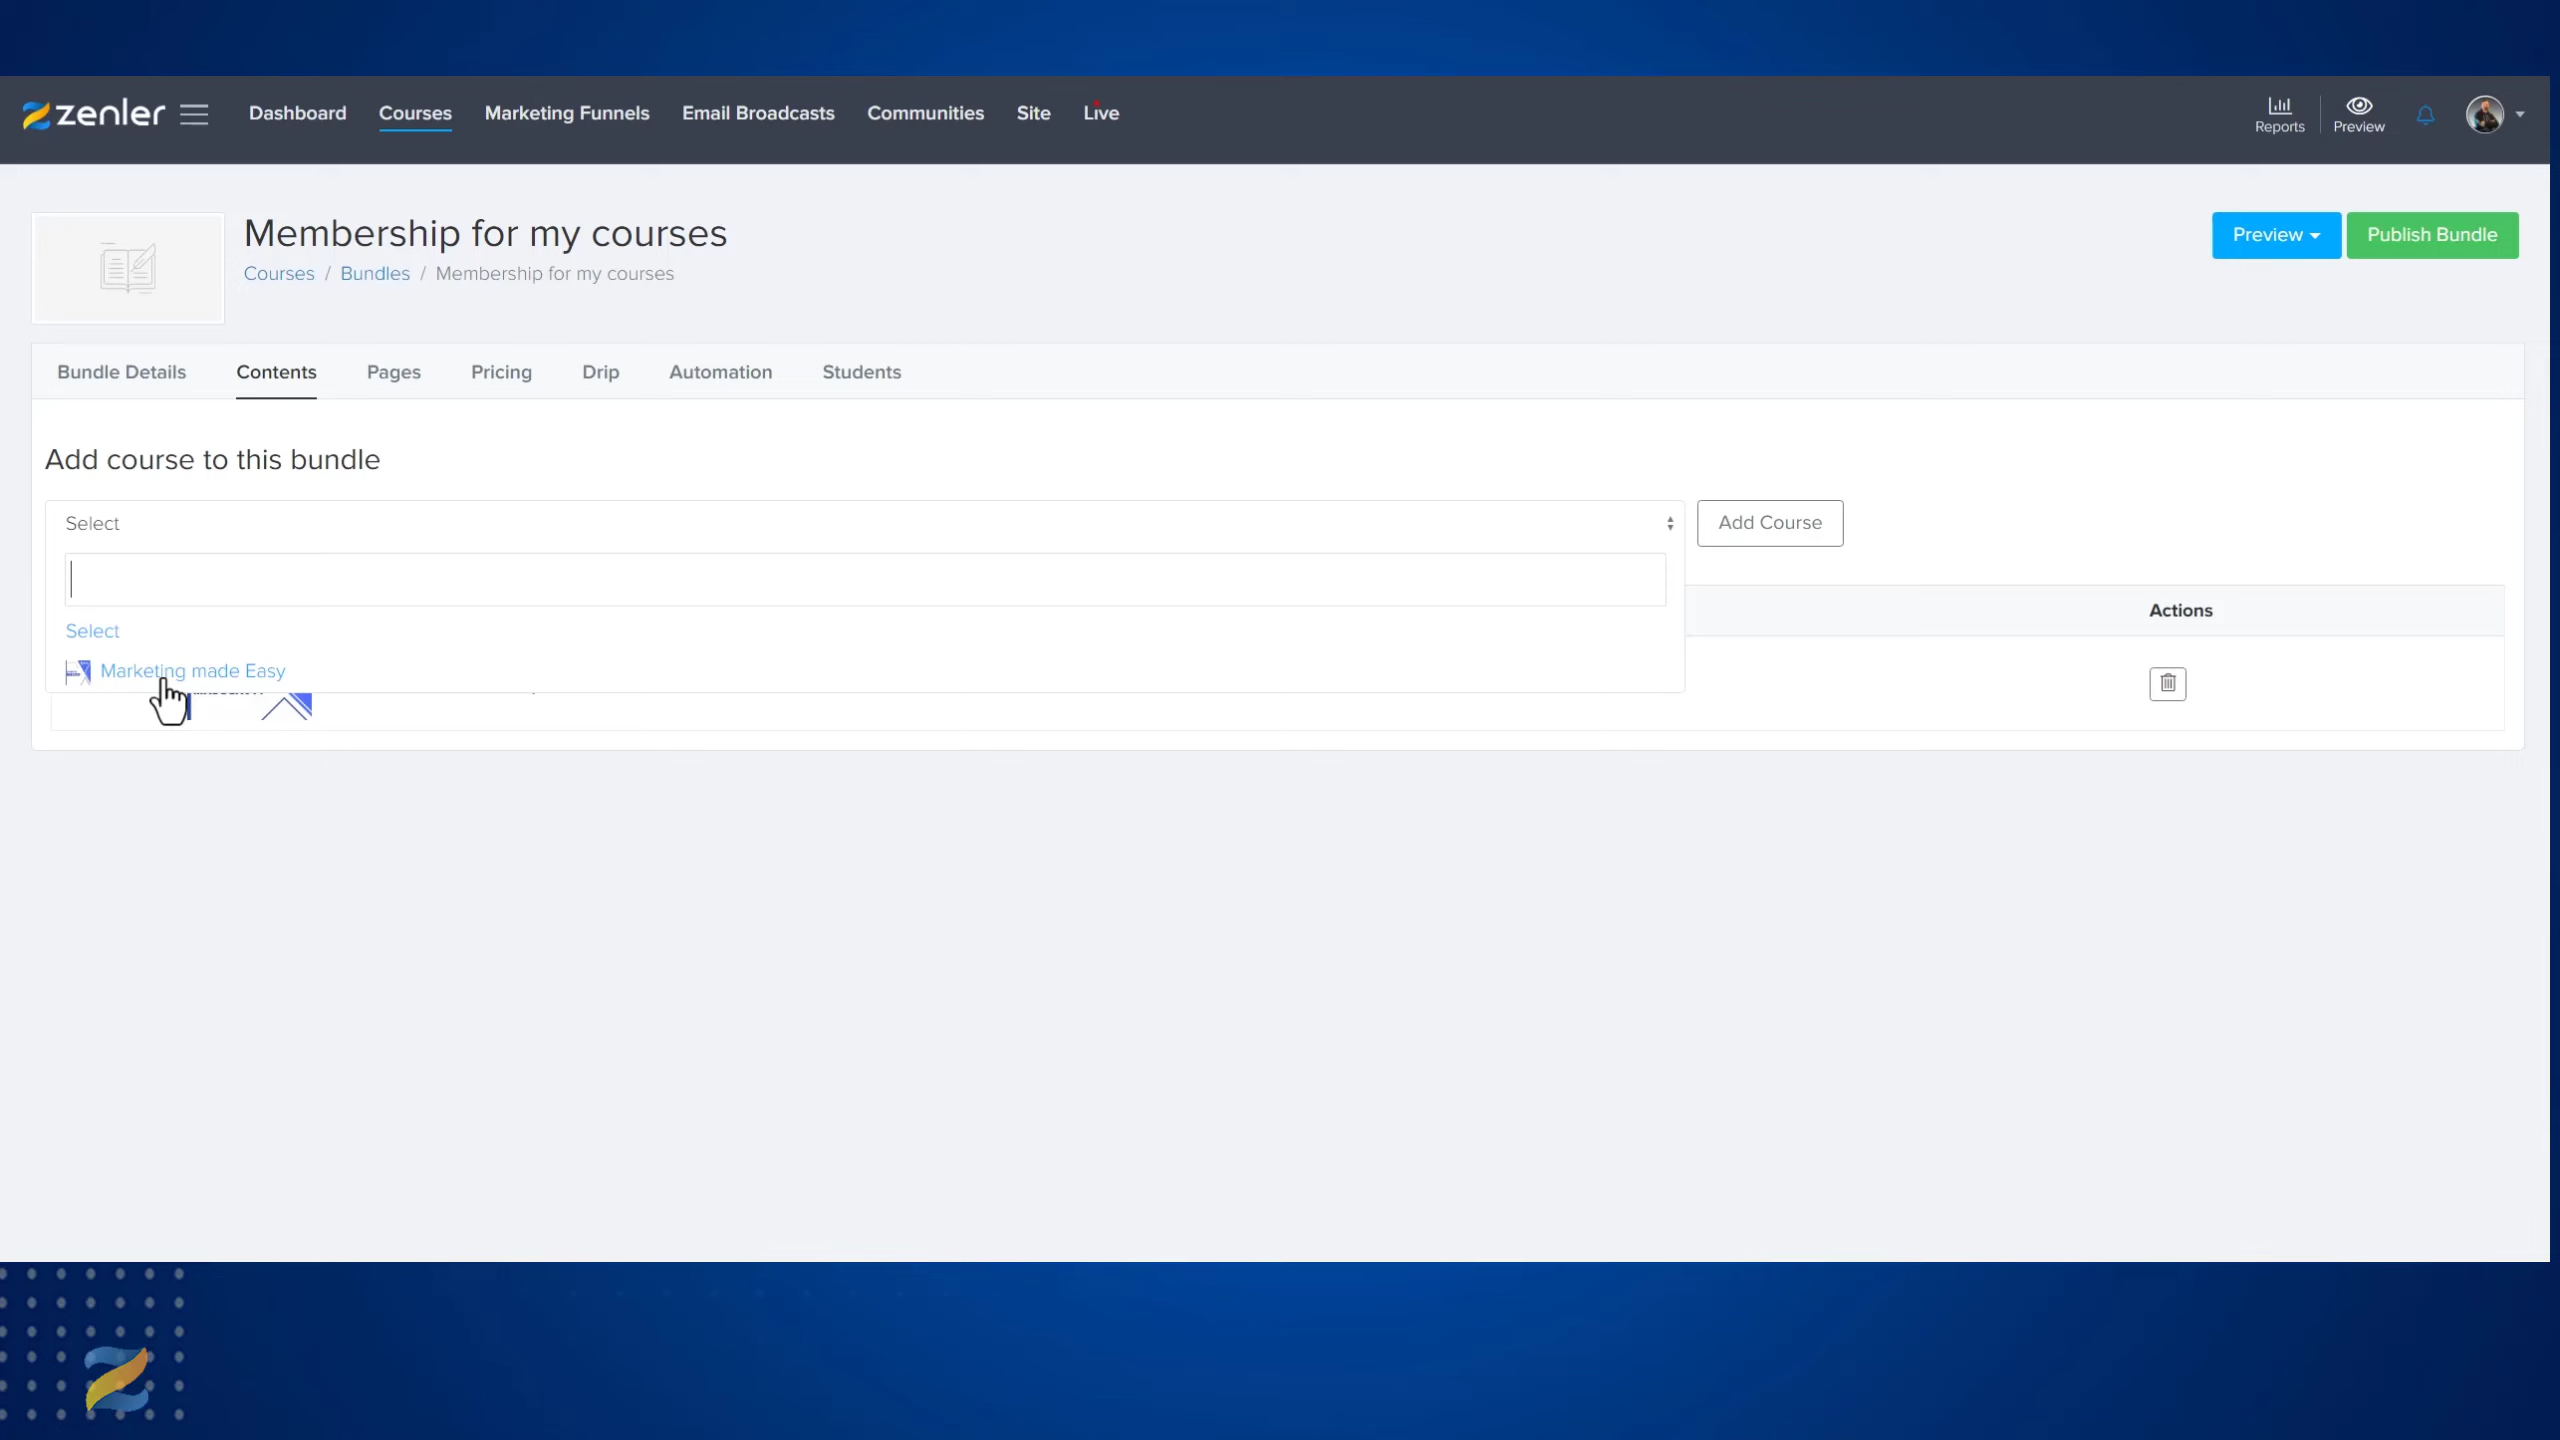 zenler Dashboard Courses Marketing Funnels Email Broadcasts Communities Site Live Reports Preview
Membership for my courses
Courses / Bundles / Membership for my courses
Preview Publish Bundle
Bundle Details Contents Pages Pricing Drip Automation Students
Add course to this bundle
Select
Add Course
Actions
Select
Marketing made Easy